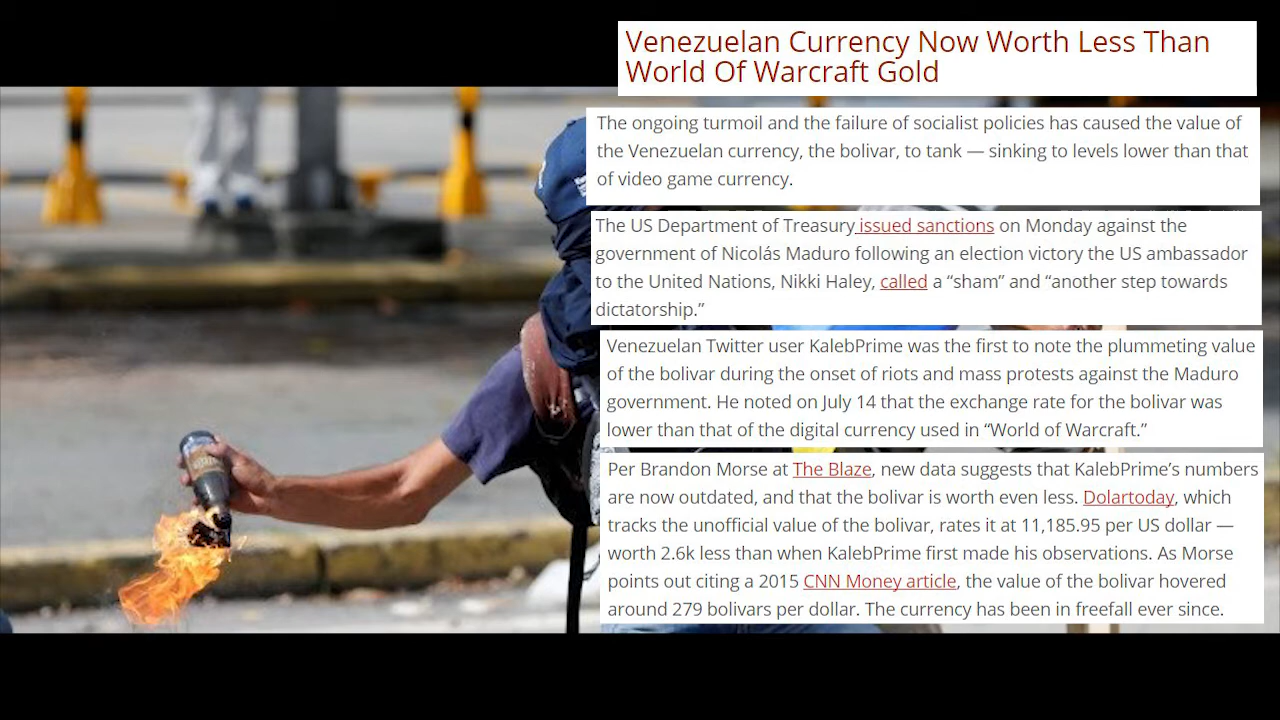 Venezuelan Currency Now Worth Less Than
World Of Warcraft Gold
The ongoing turmoil and the failure of socialist policies has caused the value of
the Venezuelan currency, the bolivar, to tank — sinking to levels lower than that
of video game currency.
The US Department of Treasury issued sanctions on Monday against the
government of Nicolás Maduro following an election victory the US ambassador
to the United Nations, Nikki Haley, called a “sham” and “another step towards
dictatorship.”
Venezuelan Twitter user KalebPrime was the first to note the plummeting value
of the bolivar during the onset of riots and mass protests against the Maduro
government. He noted on July 14 that the exchange rate for the bolivar was
lower than that of the digital currency used in “World of Warcraft.”
Per Brandon Morse at The Blaze, new data suggests that KalebPrime’s numbers
are now outdated, and that the bolivar is worth even less. Dolartoday, which
tracks the unofficial value of the bolivar, rates it at 11,185.95 per US dollar —
worth 2.6k less than when KalebPrime first made his observations. As Morse
points out citing a 2015 CNN Money article, the value of the bolivar hovered
around 279 bolivars per dollar. The currency has been in freefall ever since.